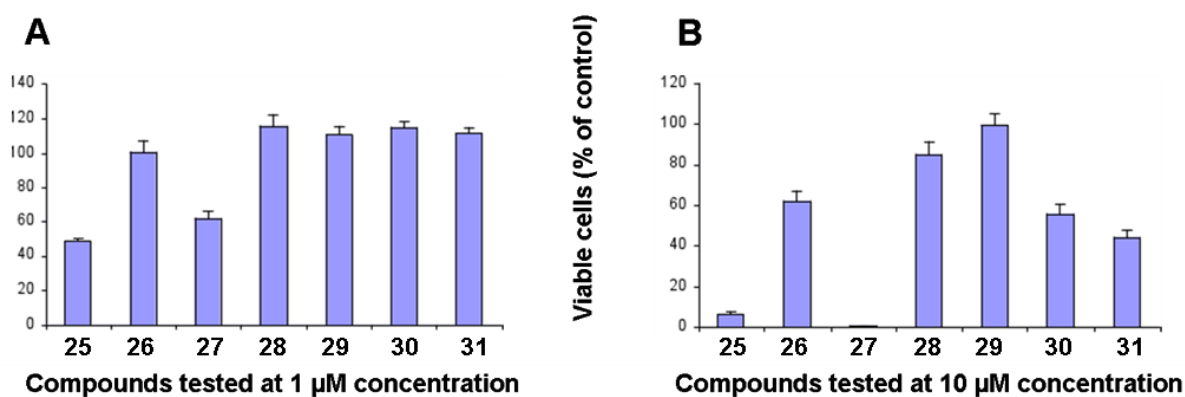 A
140
120
100
80
60
40
20
0
25 26 27 28 29 30 31
Compounds tested at 1 µM concentration
B
Viable cells (% of control)
120
100
80
60
40
20
0
25 26 27 28 29 30 31
Compounds tested at 10 µM concentration